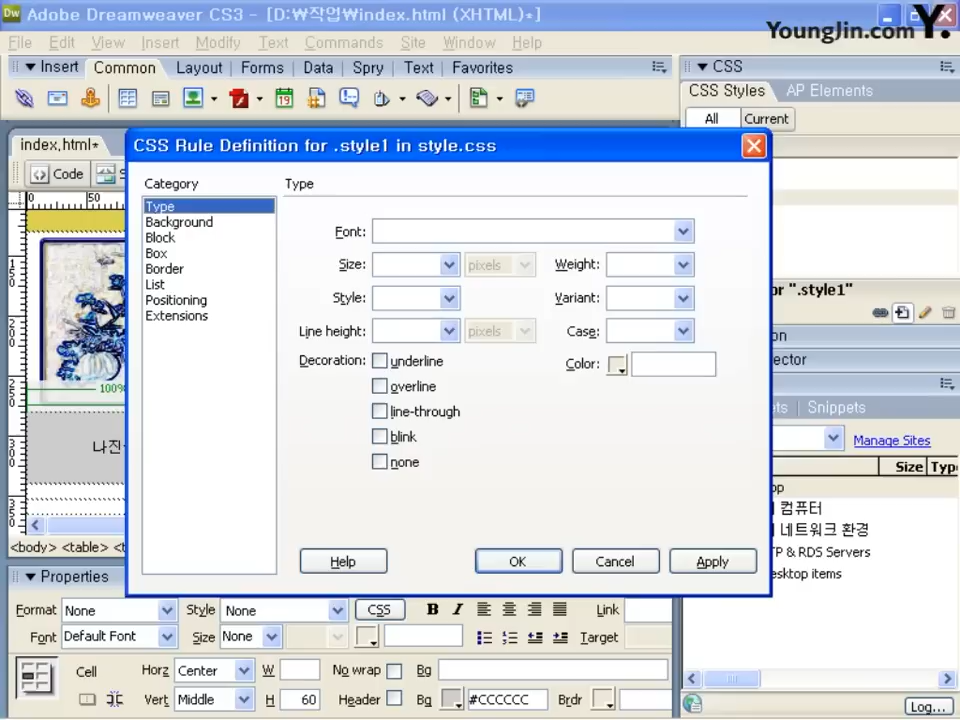 Adobe Dreamweaver CS3 - [D:₩작업₩index.html (XHTML)*]
YoungJin.com Y.
File Edit View Insert Modify Text Commands Site Window Help
Insert Common Layout Forms Data Spry Text Favorites
CSS
CSS Styles AP Elements
All Current
index.html*
Code
0 50
CSS Rule Definition for .style1 in style.css
Category
Type
Background
Block
Box
Border
List
Positioning
Extensions
Type
Font:
Size: pixels Weight:
Style: Variant:
Line height: pixels Case:
Decoration: underline Color:
overline
line-through
blink
none
Help OK Cancel Apply
100%
나진
or ".style1"
Snippets
Manage Sites
Size Typ
컴퓨터
네트워크 환경
TP & RDS Servers
esktop items
<body> <table> <t
Properties
Format None Style None CSS B I Link
Font Default Font Size None Target
Cell Horz Center W No wrap Bg
Vert Middle H 60 Header Bg #CCCCCC Brdr
Log...